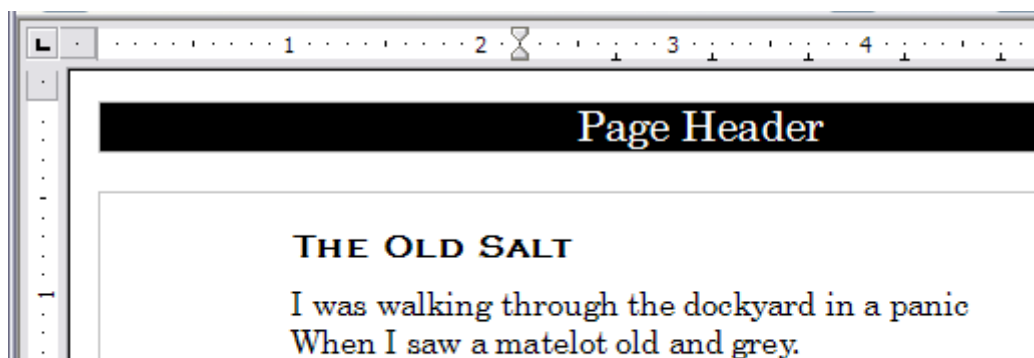 1 2 3 4
Page Header
THE OLD SALT
I was walking through the dockyard in a panic
When I saw a matelot old and grey.
1